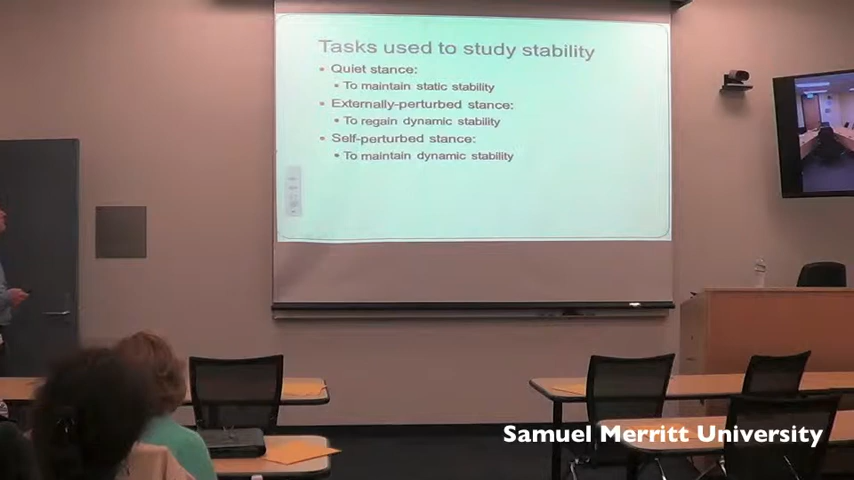 Tasks used to study stability
• Quiet stance:
• To maintain static stability
• Externally-perturbed stance:
• To regain dynamic stability
• Self-perturbed stance:
• To maintain dynamic stability
Samuel Merritt University